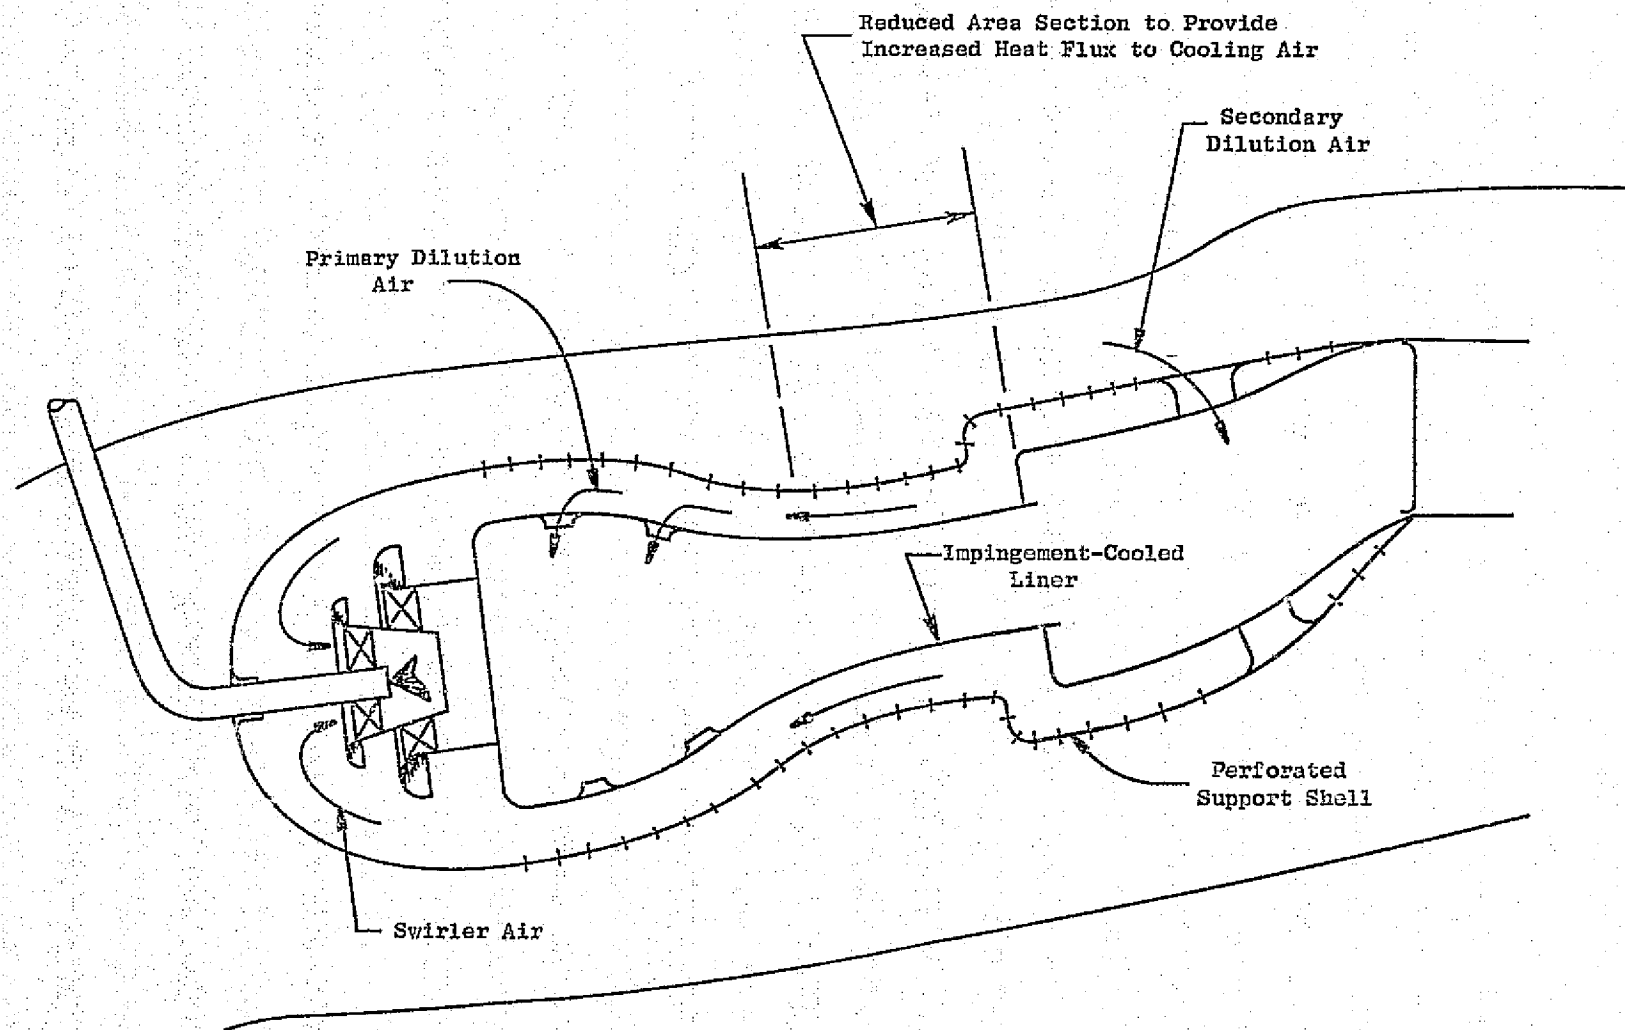 Reduced Area Section to Provide
Increased Heat Flux to Cooling Air
Secondary
Dilution Air
Primary Dilution
Air
Impingement-Cooled
Liner
Perforated
Support Shell
Swirler Air